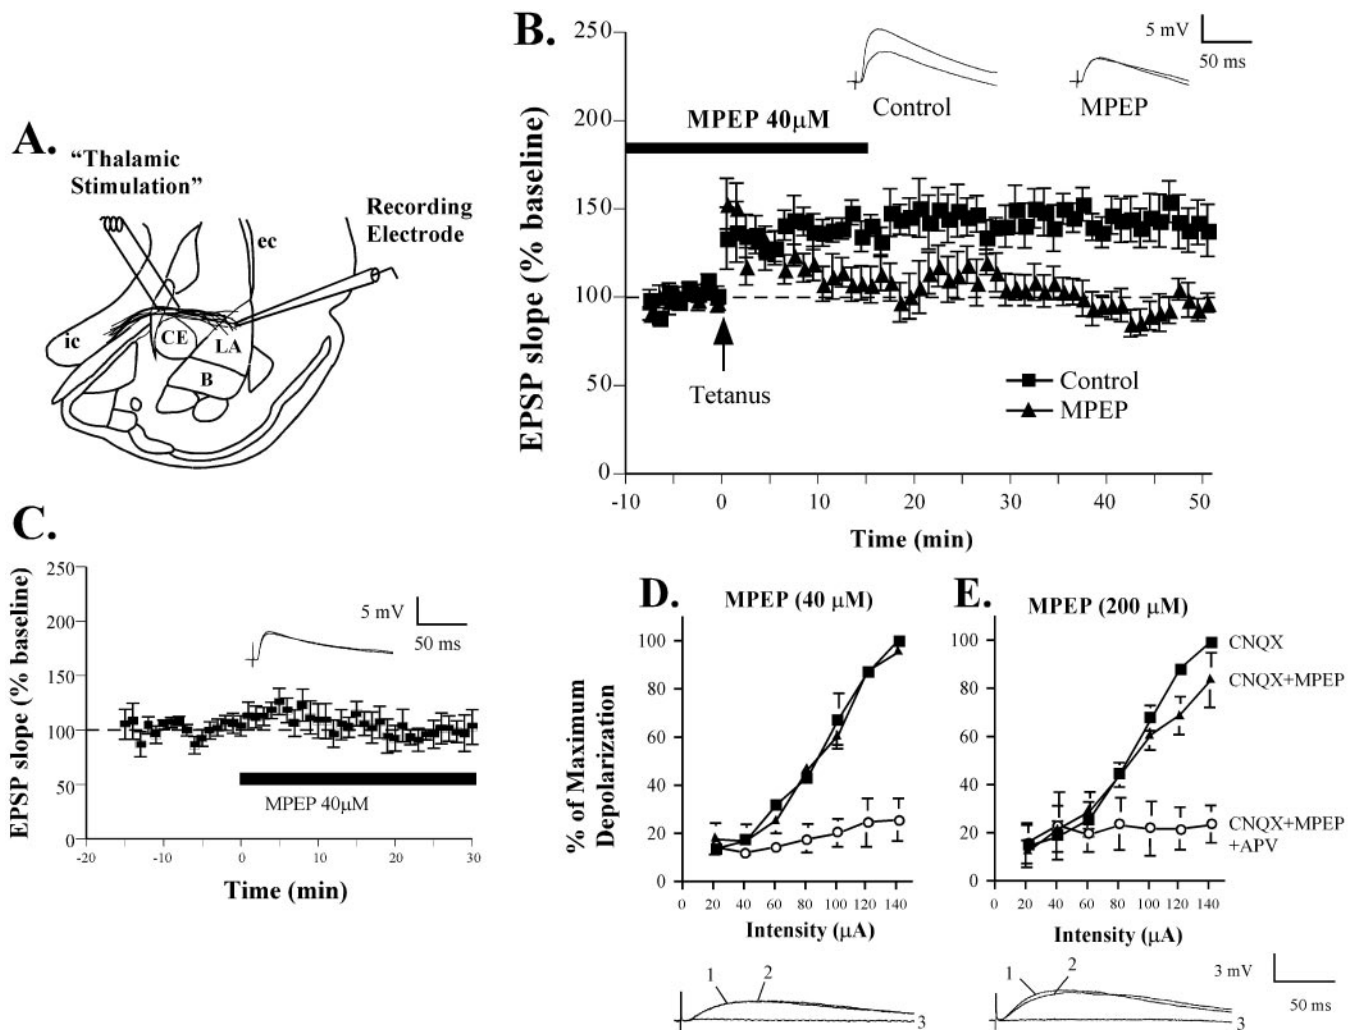 A.
"Thalamic
Stimulation"
Recording
Electrode
ec
ic
CE
LA
B
B.
250
200
150
100
50
0
EPSP slope (% baseline)
MPEP 40μM
Control
MPEP
5 mV
50 ms
Tetanus
Control
MPEP
-10 0 10 20 30 40 50
Time (min)
C.
250
200
150
100
50
0
EPSP slope (% baseline)
5 mV
50 ms
MPEP 40μM
-20 -10 0 10 20 30
Time (min)
D.
MPEP (40 μM)
% of Maximum
Depolarization
100
80
60
40
20
0
0 20 40 60 80 100 120 140
Intensity (μA)
1 2
3
E.
MPEP (200 μM)
100
80
60
40
20
0
CNQX
CNQX+MPEP
CNQX+MPEP
+APV
0 20 40 60 80 100 120 140
Intensity (μA)
1 2
3
3 mV
50 ms